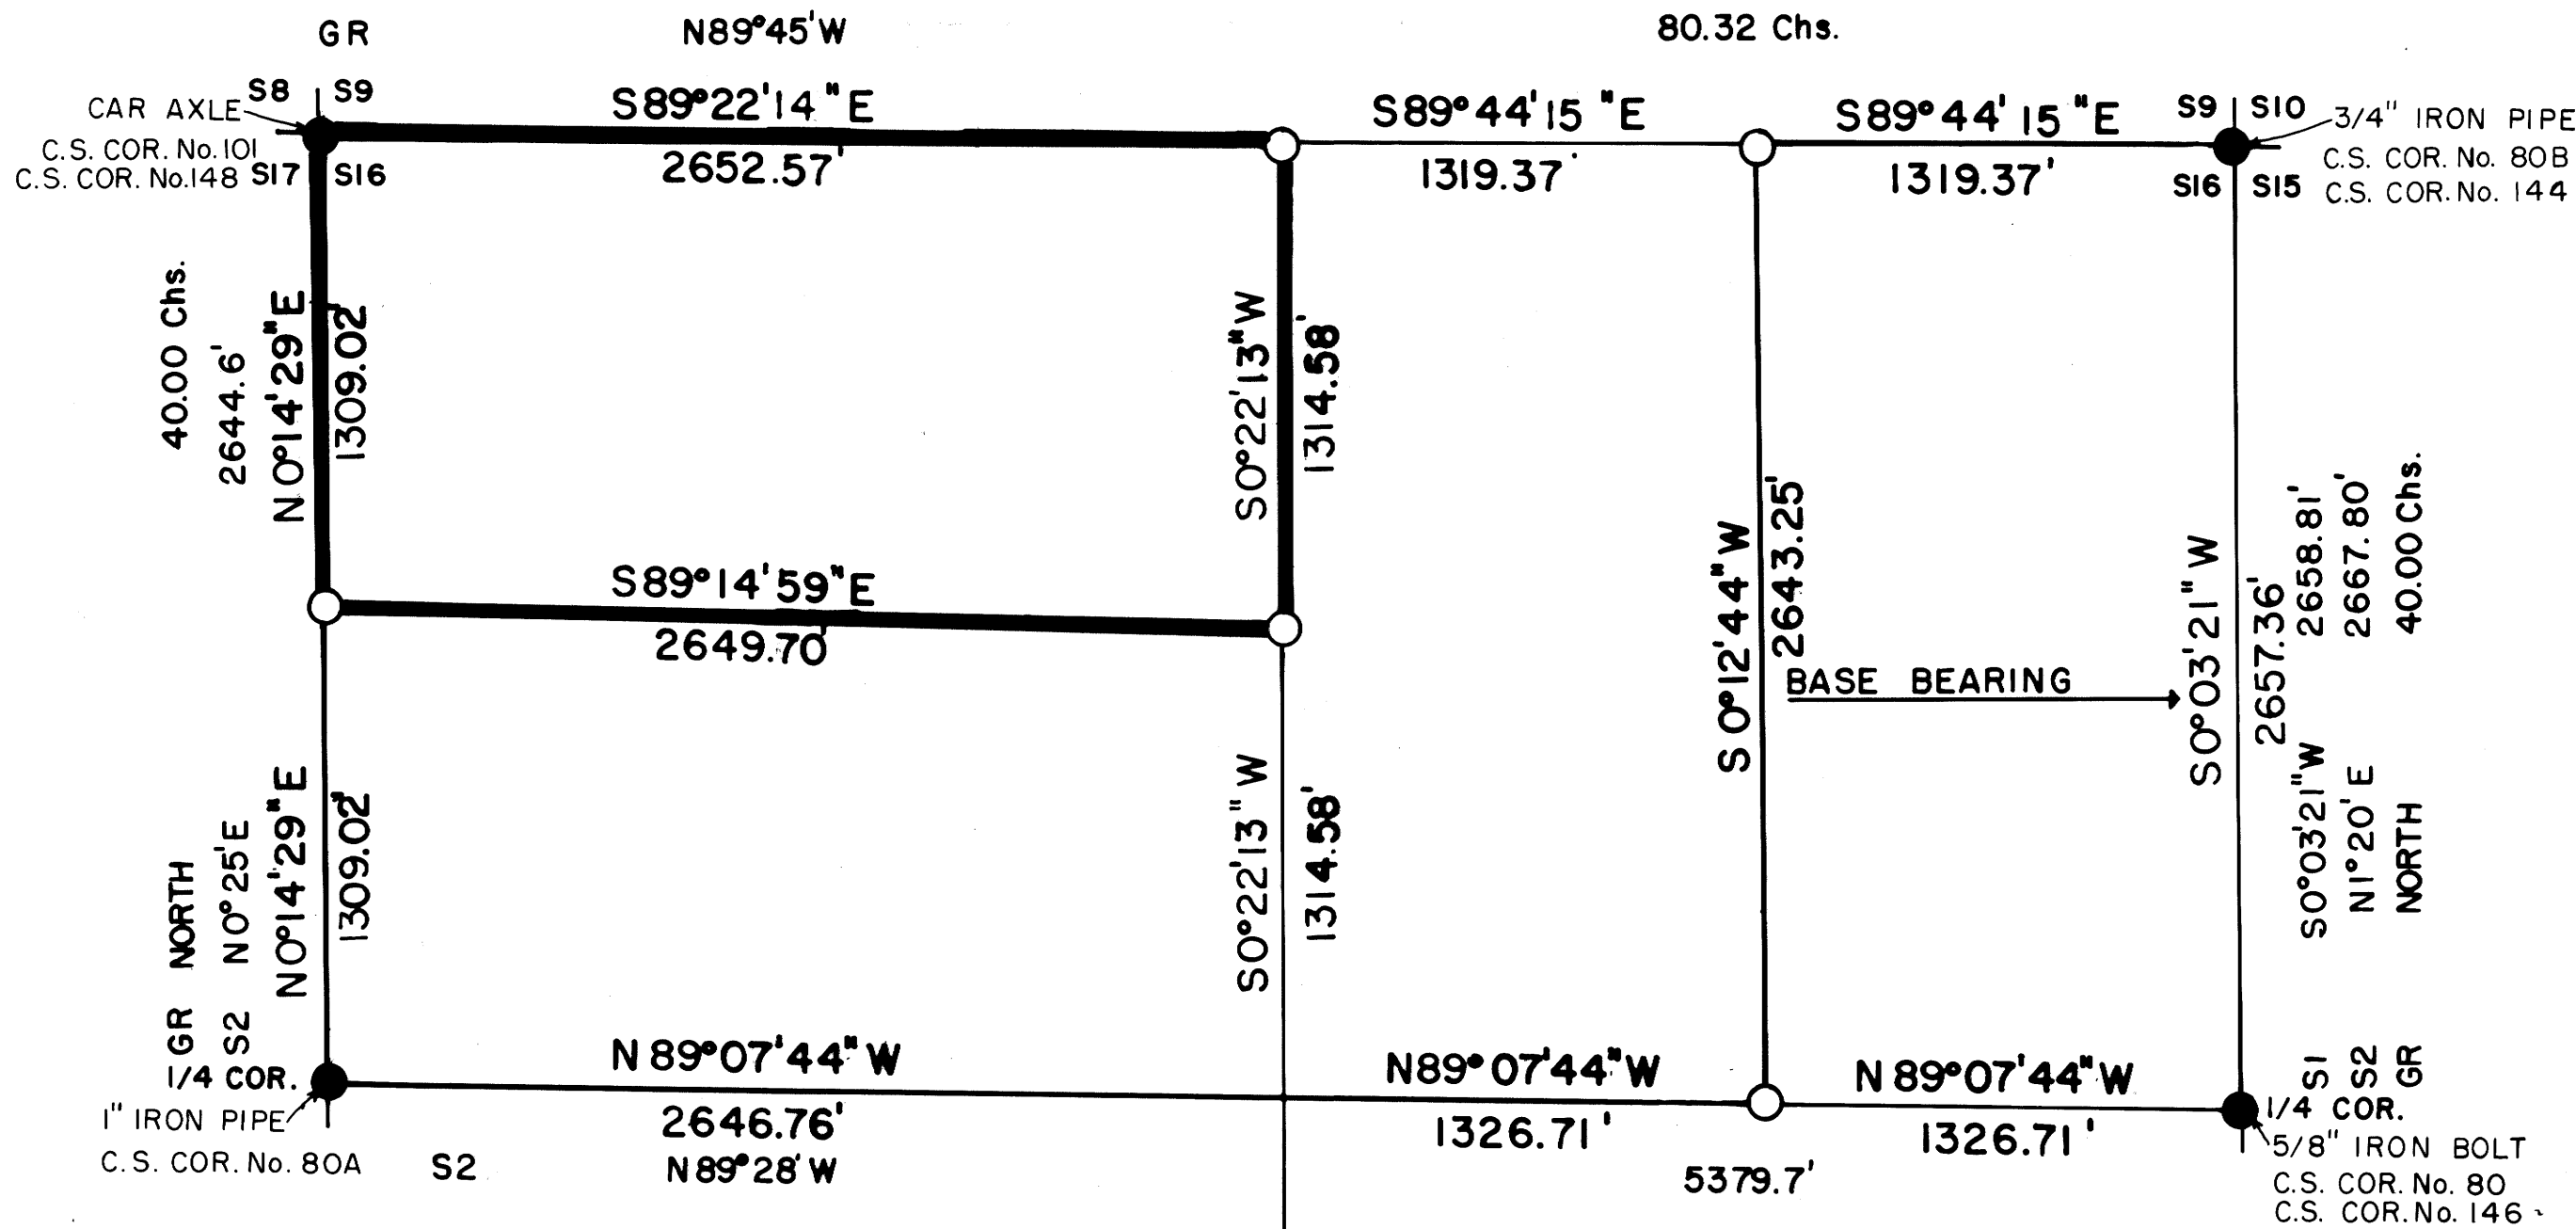 GR
N89°45'W
80.32 Chs.
S8 S9
CAR AXLE
C.S. COR. No. 101
C.S. COR. No. 148 S17 S16
S89°22'14"E
2652.57'
S89°44'15"E
1319.37'
S89°44'15"E
1319.37'
S9 S10
3/4" IRON PIPE
C.S. COR. No. 80B
S16 S15 C.S. COR. No. 144
40.00 Chs.
2644.6'
N0°14'29"E
1309.02'
S0°22'13"W
1314.58'
S89°14'59"E
2649.70'
S0°12'44"W
2643.25'
BASE BEARING
S0°03'21"W
2657.36'
2658.81'
2667.80'
40.00 Chs.
GR NORTH
S2 N0°25'E
N0°14'29"E
1309.02'
S0°22'13"W
1314.58'
S1 S0°03'21"W
S2 N1°20'E
GR NORTH
1/4 COR.
1" IRON PIPE
C.S. COR. No. 80A
N89°07'44"W
2646.76'
S2 N89°28'W
N89°07'44"W
1326.71'
N89°07'44"W
1326.71'
5379.7'
1/4 COR.
5/8" IRON BOLT
C.S. COR. No. 80
C.S. COR. No. 146